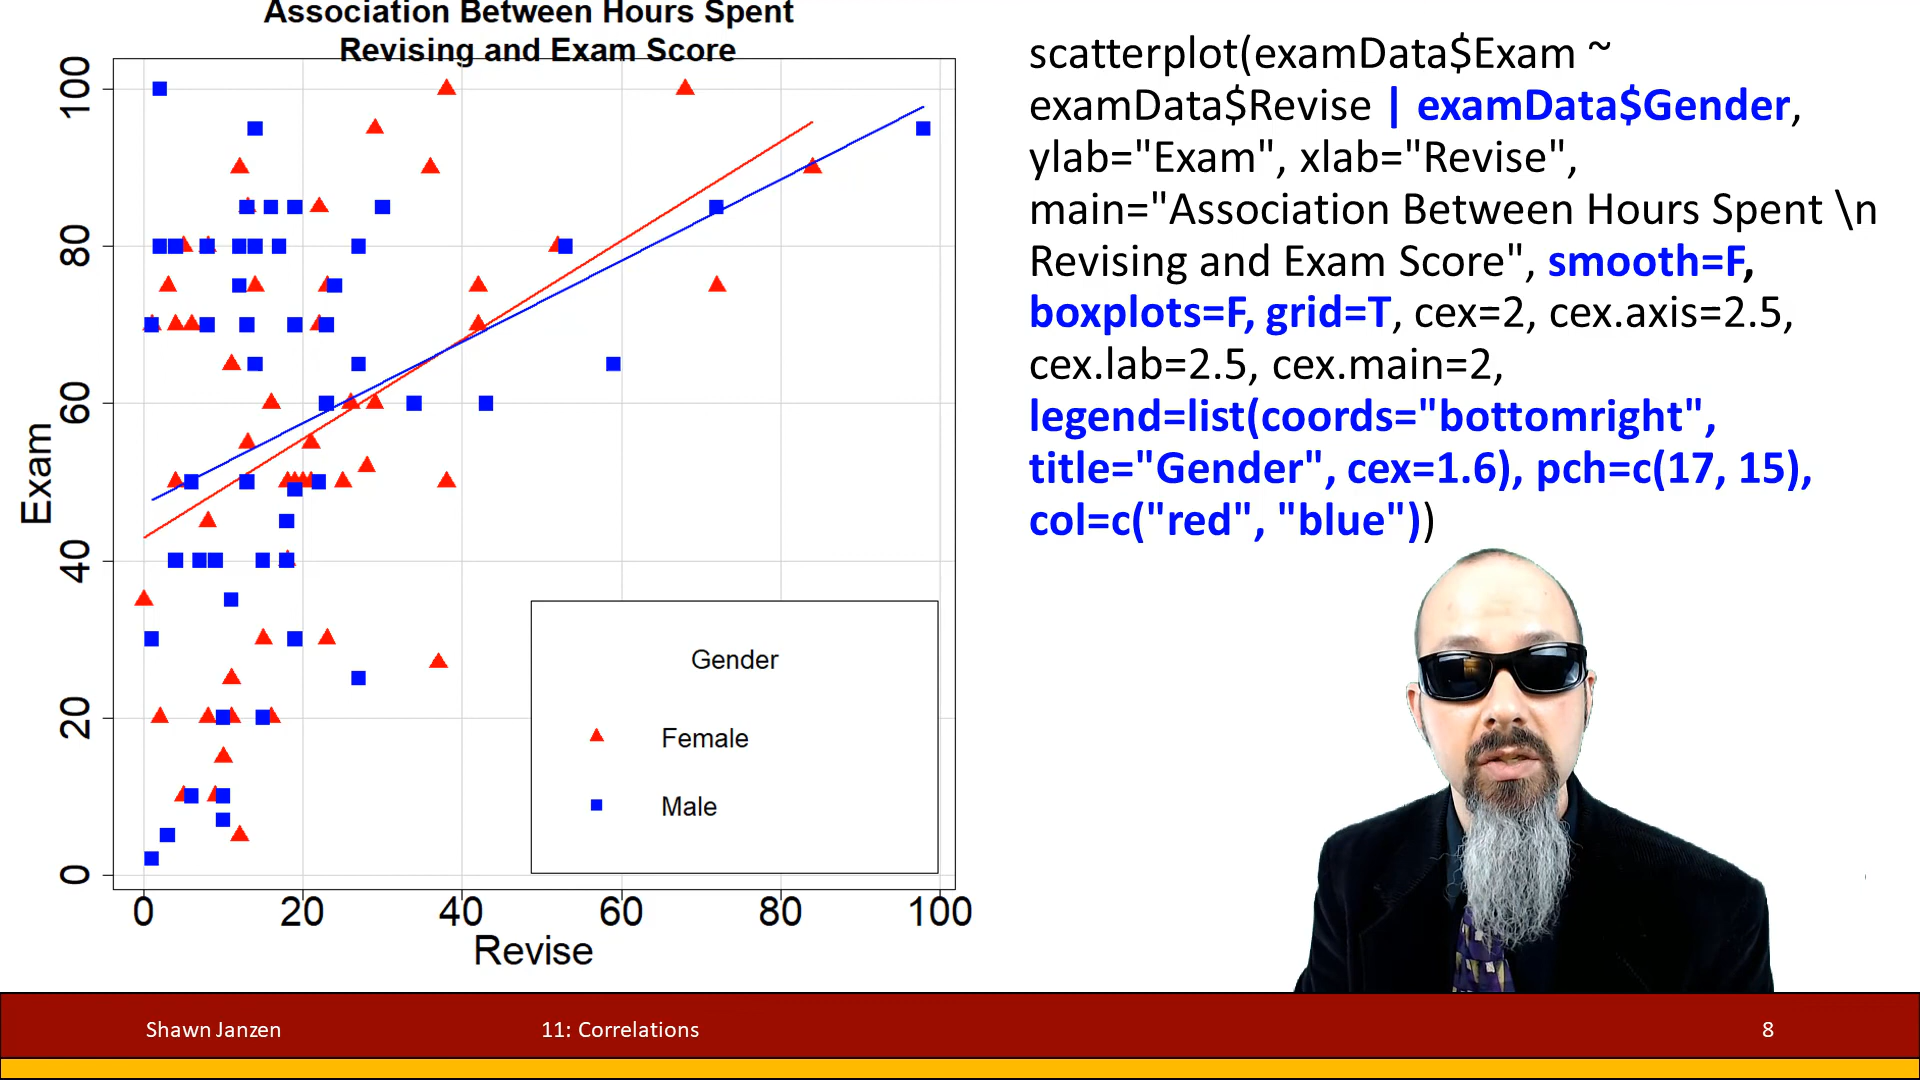 Association Between Hours Spent
Revising and Exam Score
Exam
100
80
60
40
20
0
0 20 40 60 80 100
Revise
Gender
Female
Male
scatterplot(examData$Exam ~
examData$Revise | examData$Gender,
ylab="Exam", xlab="Revise",
main="Association Between Hours Spent \n
Revising and Exam Score", smooth=F,
boxplots=F, grid=T, cex=2, cex.axis=2.5,
cex.lab=2.5, cex.main=2,
legend=list(coords="bottomright",
title="Gender", cex=1.6), pch=c(17, 15),
col=c("red", "blue"))
Shawn Janzen 11: Correlations 8